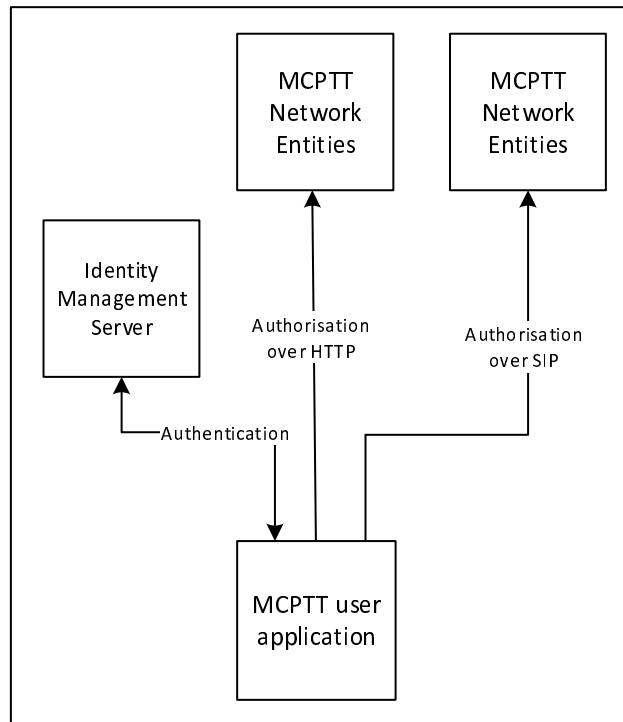 MCPTT
Network
Entities
MCPTT
Network
Entities
Identity
Management
Server
Authorisation
over HTTP
Authorisation
over SIP
Authentication
MCPTT user
application